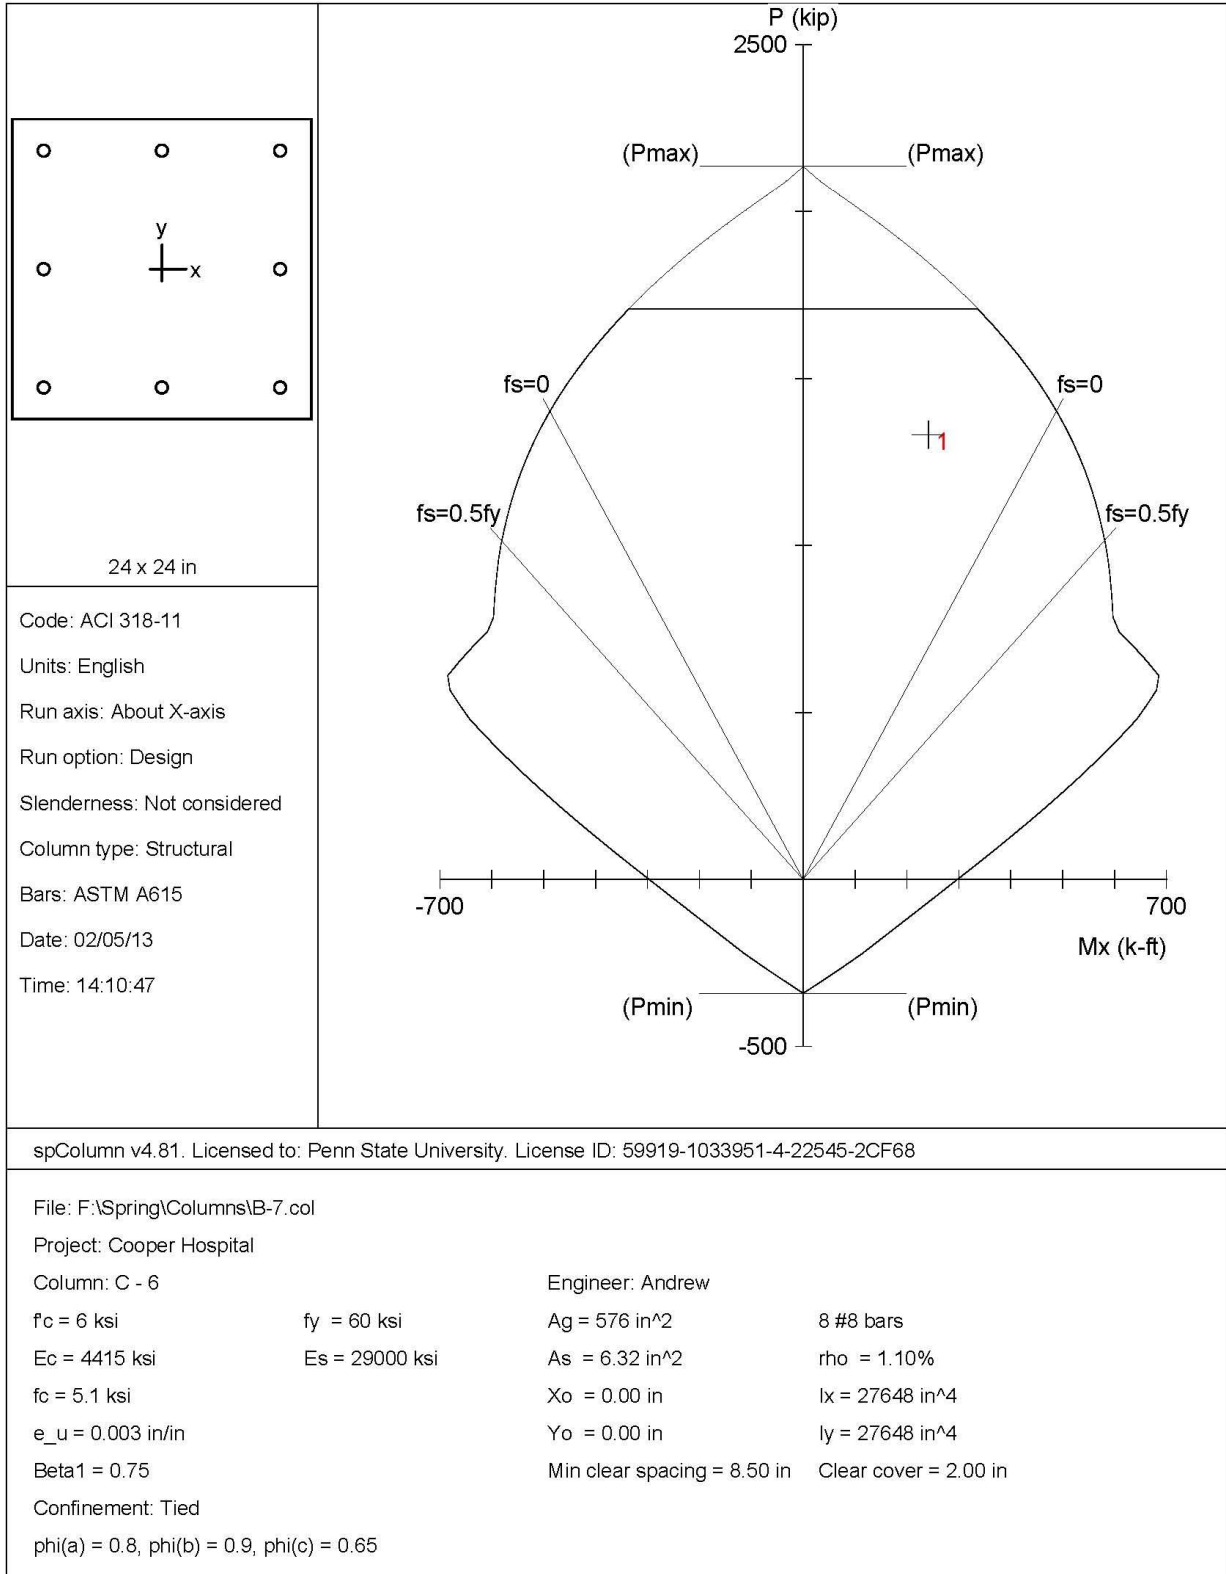 P (kip)
2500
(Pmax)
(Pmax)
fs=0
fs=0
fs=0.5fy
fs=0.5fy
1
-700
700
Mx (k-ft)
(Pmin)
(Pmin)
-500
y
x
24 x 24 in
Code: ACI 318-11
Units: English
Run axis: About X-axis
Run option: Design
Slenderness: Not considered
Column type: Structural
Bars: ASTM A615
Date: 02/05/13
Time: 14:10:47
spColumn v4.81. Licensed to: Penn State University. License ID: 59919-1033951-4-22545-2CF68
File: F:\Spring\Columns\B-7.col
Project: Cooper Hospital
Column: C - 6 Engineer: Andrew
f'c = 6 ksi fy = 60 ksi Ag = 576 in^2 8 #8 bars
Ec = 4415 ksi Es = 29000 ksi As = 6.32 in^2 rho = 1.10%
fc = 5.1 ksi Xo = 0.00 in Ix = 27648 in^4
e_u = 0.003 in/in Yo = 0.00 in Iy = 27648 in^4
Beta1 = 0.75 Min clear spacing = 8.50 in Clear cover = 2.00 in
Confinement: Tied
phi(a) = 0.8, phi(b) = 0.9, phi(c) = 0.65